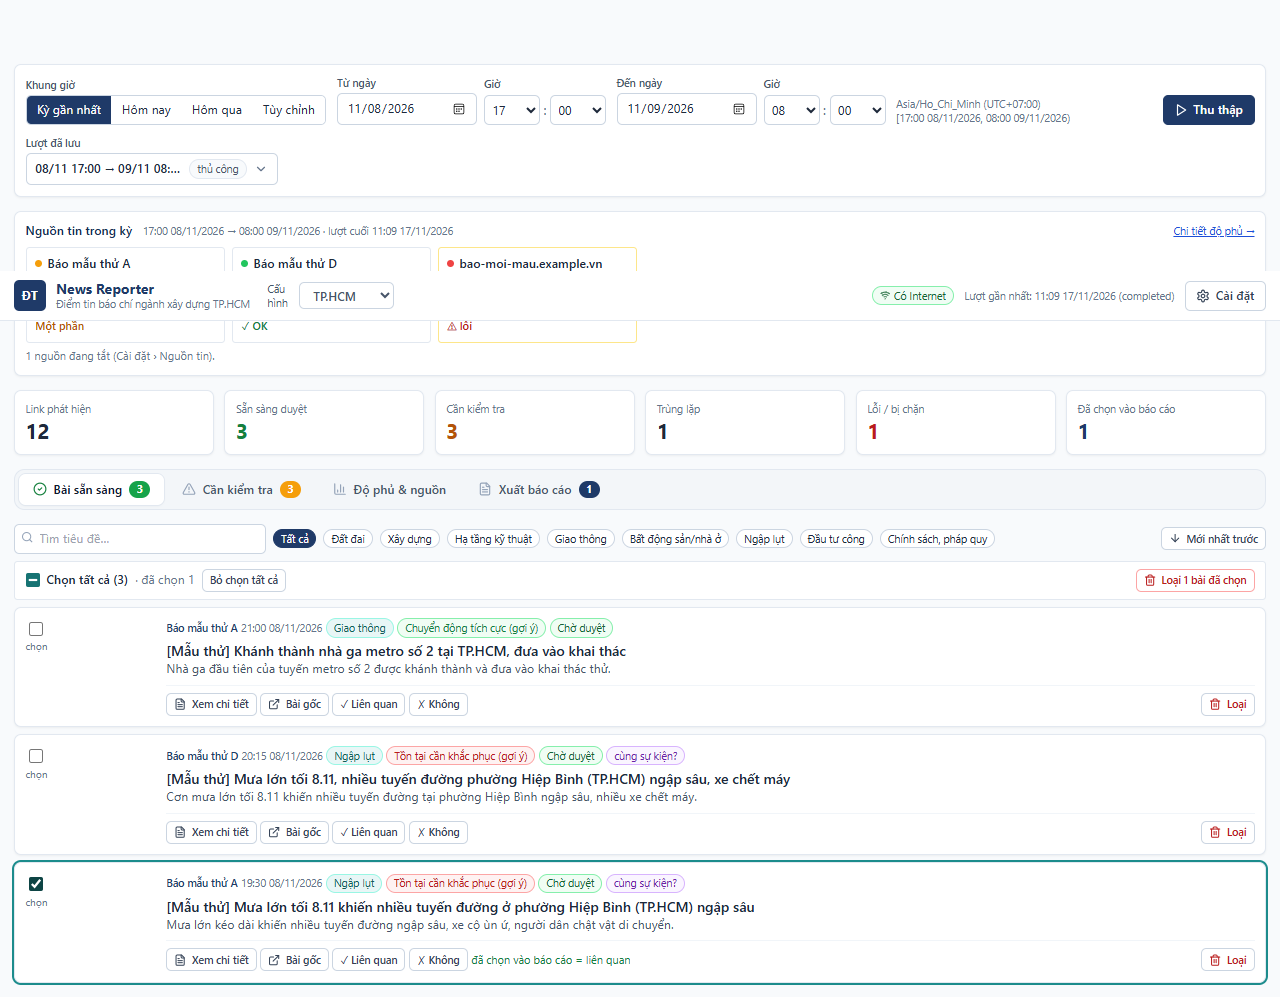 Khung giờ
Kỳ gần nhất Hôm nay Hôm qua Tùy chỉnh
Từ ngày
11/08/2026
Giờ
17 : 00
Đến ngày
11/09/2026
Giờ
08 : 00
Asia/Ho_Chi_Minh (UTC+07:00)
[17:00 08/11/2026, 08:00 09/11/2026)
Thu thập
Lượt đã lưu
08/11 17:00 → 09/11 08:... thủ công
Nguồn tin trong kỳ 17:00 08/11/2026 → 08:00 09/11/2026 · lượt cuối 11:09 17/11/2026
Chi tiết độ phủ →
Báo mẫu thử A
Báo mẫu thử D
bao-moi-mau.example.vn
ĐT
News Reporter
Điểm tin báo chí ngành xây dựng TP.HCM
Cấu hình
TP.HCM
Có Internet
Lượt gần nhất: 11:09 17/11/2026 (completed)
Cài đặt
Một phần
✓ OK
⚠ lỗi
1 nguồn đang tắt (Cài đặt › Nguồn tin).
Link phát hiện
12
Sẵn sàng duyệt
3
Cần kiểm tra
3
Trùng lặp
1
Lỗi / bị chặn
1
Đã chọn vào báo cáo
1
Bài sẵn sàng 3
Cần kiểm tra 3
Độ phủ & nguồn
Xuất báo cáo 1
Tìm tiêu đề...
Tất cả Đất đai Xây dựng Hạ tầng kỹ thuật Giao thông Bất động sản/nhà ở Ngập lụt Đầu tư công Chính sách, pháp quy
↓ Mới nhất trước
Chọn tất cả (3) · đã chọn 1 Bỏ chọn tất cả
Loại 1 bài đã chọn
chọn
Báo mẫu thử A 21:00 08/11/2026 Giao thông Chuyển động tích cực (gợi ý) Chờ duyệt
[Mẫu thử] Khánh thành nhà ga metro số 2 tại TP.HCM, đưa vào khai thác
Nhà ga đầu tiên của tuyến metro số 2 được khánh thành và đưa vào khai thác thử.
Xem chi tiết Bài gốc ✓ Liên quan ✗ Không
Loại
chọn
Báo mẫu thử D 20:15 08/11/2026 Ngập lụt Tồn tại cần khắc phục (gợi ý) Chờ duyệt cùng sự kiện?
[Mẫu thử] Mưa lớn tối 8.11, nhiều tuyến đường phường Hiệp Bình (TP.HCM) ngập sâu, xe chết máy
Cơn mưa lớn tối 8.11 khiến nhiều tuyến đường tại phường Hiệp Bình ngập sâu, nhiều xe chết máy.
Xem chi tiết Bài gốc ✓ Liên quan ✗ Không
Loại
chọn
Báo mẫu thử A 19:30 08/11/2026 Ngập lụt Tồn tại cần khắc phục (gợi ý) Chờ duyệt cùng sự kiện?
[Mẫu thử] Mưa lớn tối 8.11 khiến nhiều tuyến đường ở phường Hiệp Bình (TP.HCM) ngập sâu
Mưa lớn kéo dài khiến nhiều tuyến đường ngập sâu, xe cộ ùn ứ, người dân chật vật di chuyển.
Xem chi tiết Bài gốc ✓ Liên quan ✗ Không đã chọn vào báo cáo = liên quan
Loại